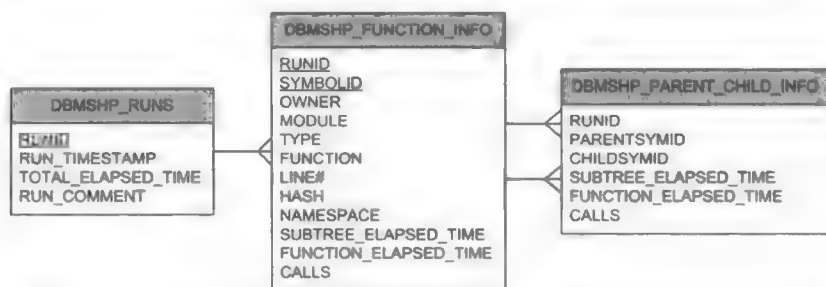 DBMSHP_RUNS
RUNID
RUN_TIMESTAMP
TOTAL_ELAPSED_TIME
RUN_COMMENT
DBMSHP_FUNCTION_INFO
RUNID
SYMBOLID
OWNER
MODULE
TYPE
FUNCTION
LINE#
HASH
NAMESPACE
SUBTREE_ELAPSED_TIME
FUNCTION_ELAPSED_TIME
CALLS
DBMSHP_PARENT_CHILD_INFO
RUNID
PARENTSYMID
CHILDSYMID
SUBTREE_ELAPSED_TIME
FUNCTION_ELAPSED_TIME
CALLS